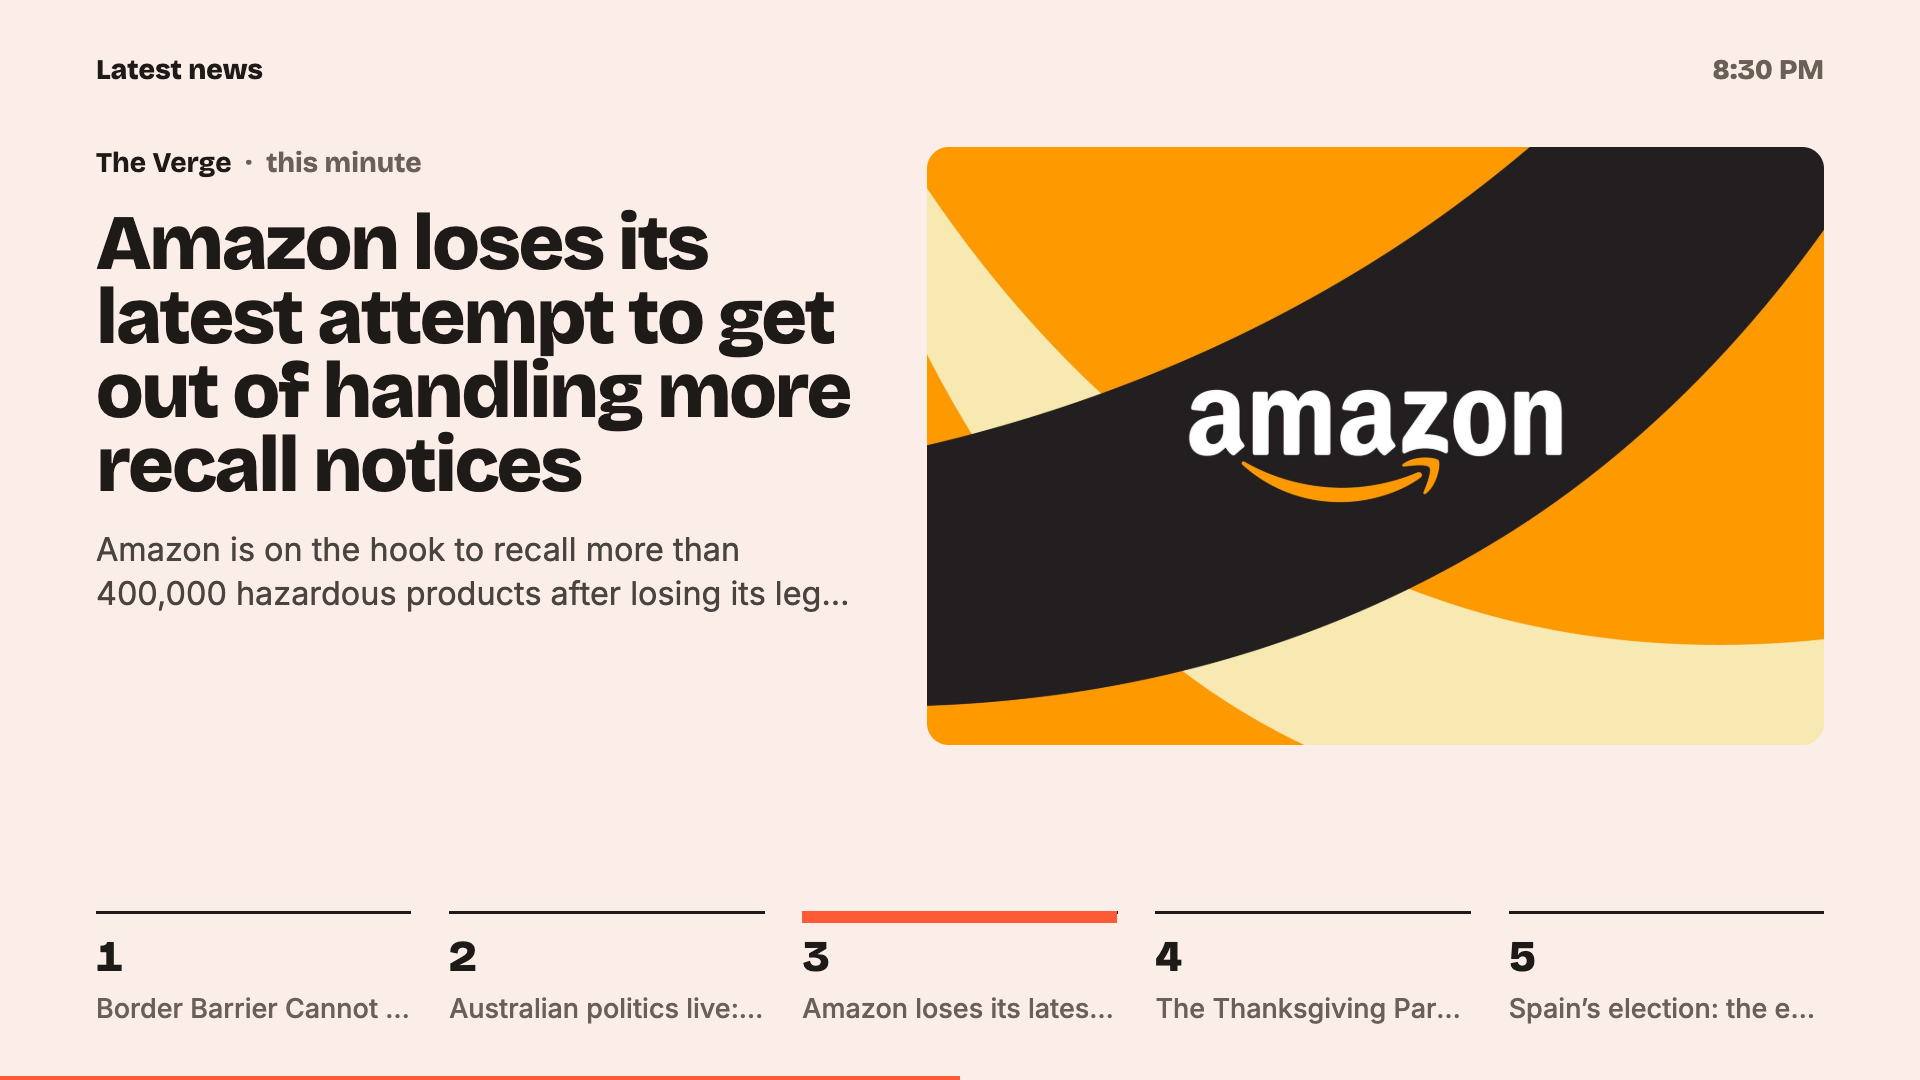 Latest news
8:30 PM
The Verge · this minute
Amazon loses its
latest attempt to get
out of handling more
recall notices
Amazon is on the hook to recall more than
400,000 hazardous products after losing its leg...
amazon
1
Border Barrier Cannot ...
2
Australian politics live:...
3
Amazon loses its lates...
4
The Thanksgiving Par...
5
Spain’s election: the e...